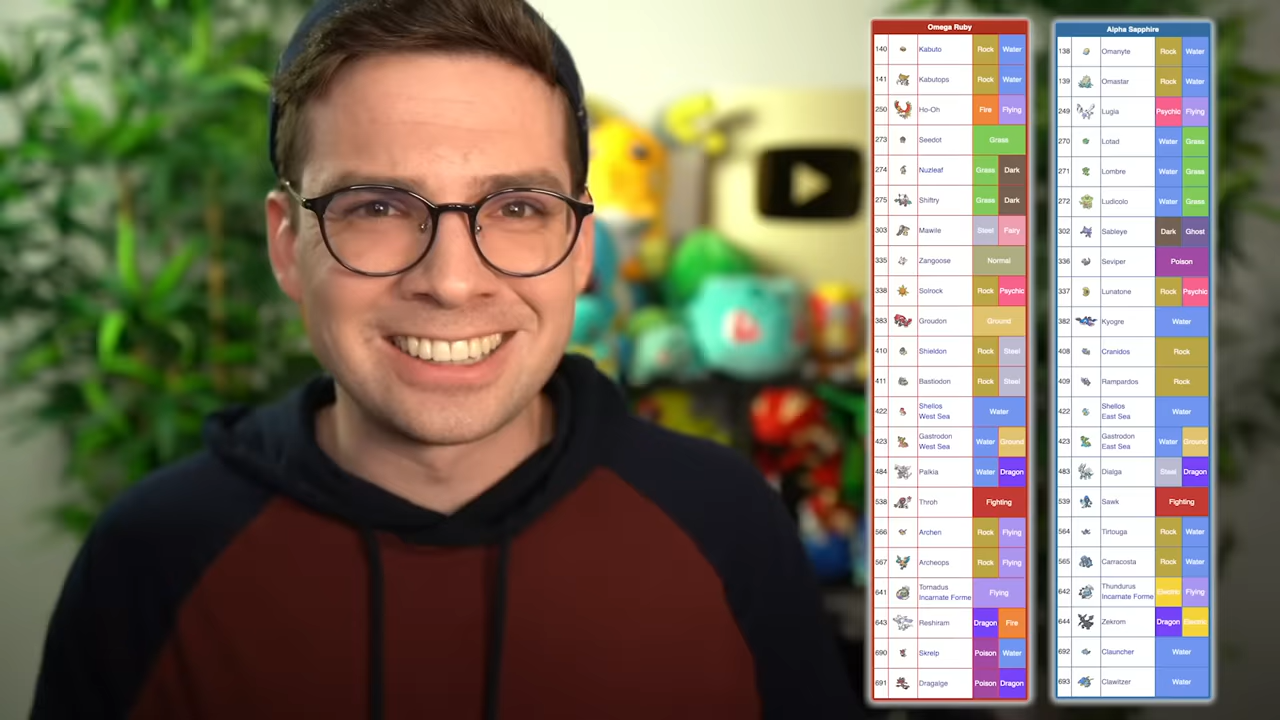 Omega Ruby
140 Kabuto Rock Water
141 Kabutops Rock Water
250 Ho-Oh Fire Flying
273 Seedot Grass
274 Nuzleaf Grass Dark
275 Shiftry Grass Dark
303 Mawile Steel Fairy
335 Zangoose Normal
338 Solrock Rock Psychic
383 Groudon Ground
410 Shieldon Rock Steel
411 Bastiodon Rock Steel
422 Shellos Water
West Sea
423 Gastrodon Water Ground
West Sea
484 Palkia Water Dragon
538 Throh Fighting
566 Archen Rock Flying
567 Archeops Rock Flying
641 Tornadus Flying
Incarnate Forme
643 Reshiram Dragon Fire
690 Skrelp Poison Water
691 Dragalge Poison Dragon
Alpha Sapphire
138 Omanyte Rock Water
139 Omastar Rock Water
249 Lugia Psychic Flying
270 Lotad Water Grass
271 Lombre Water Grass
272 Ludicolo Water Grass
302 Sableye Dark Ghost
336 Seviper Poison
337 Lunatone Rock Psychic
382 Kyogre Water
408 Cranidos Rock
409 Rampardos Rock
422 Shellos Water
East Sea
423 Gastrodon Water Ground
East Sea
483 Dialga Steel Dragon
539 Sawk Fighting
564 Tirtouga Rock Water
565 Carracosta Rock Water
642 Thundurus Electric Flying
Incarnate Forme
644 Zekrom Dragon Electric
692 Clauncher Water
693 Clawitzer Water